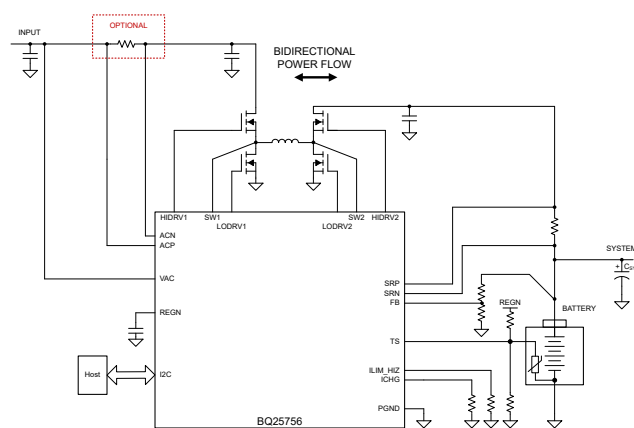 OPTIONAL
INPUT
BIDIRECTIONAL
POWER FLOW
HIDRV1
SW1
LODRV1
LODRV2
SW2
HIDRV2
ACN
ACP
VAC
REGN
Host
I2C
SRP
SRN
FB
TS
ILIM_HIZ
ICHG
PGND
BQ25756
SYSTEM
+
REGN
BATTERY